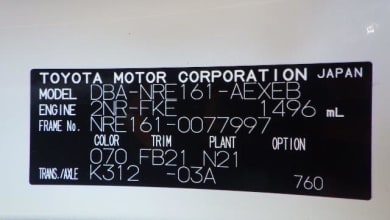 TOYOTA MOTOR CORPORATION JAPAN
MODEL DBA-NRE161-AEXEB
ENGINE 2NR-FKE 1496 mL
FRAME No. NRE161-0077997
COLOR TRIM PLANT OPTION
070 FB21 N21
TRANS./AXLE K312 -03A 760